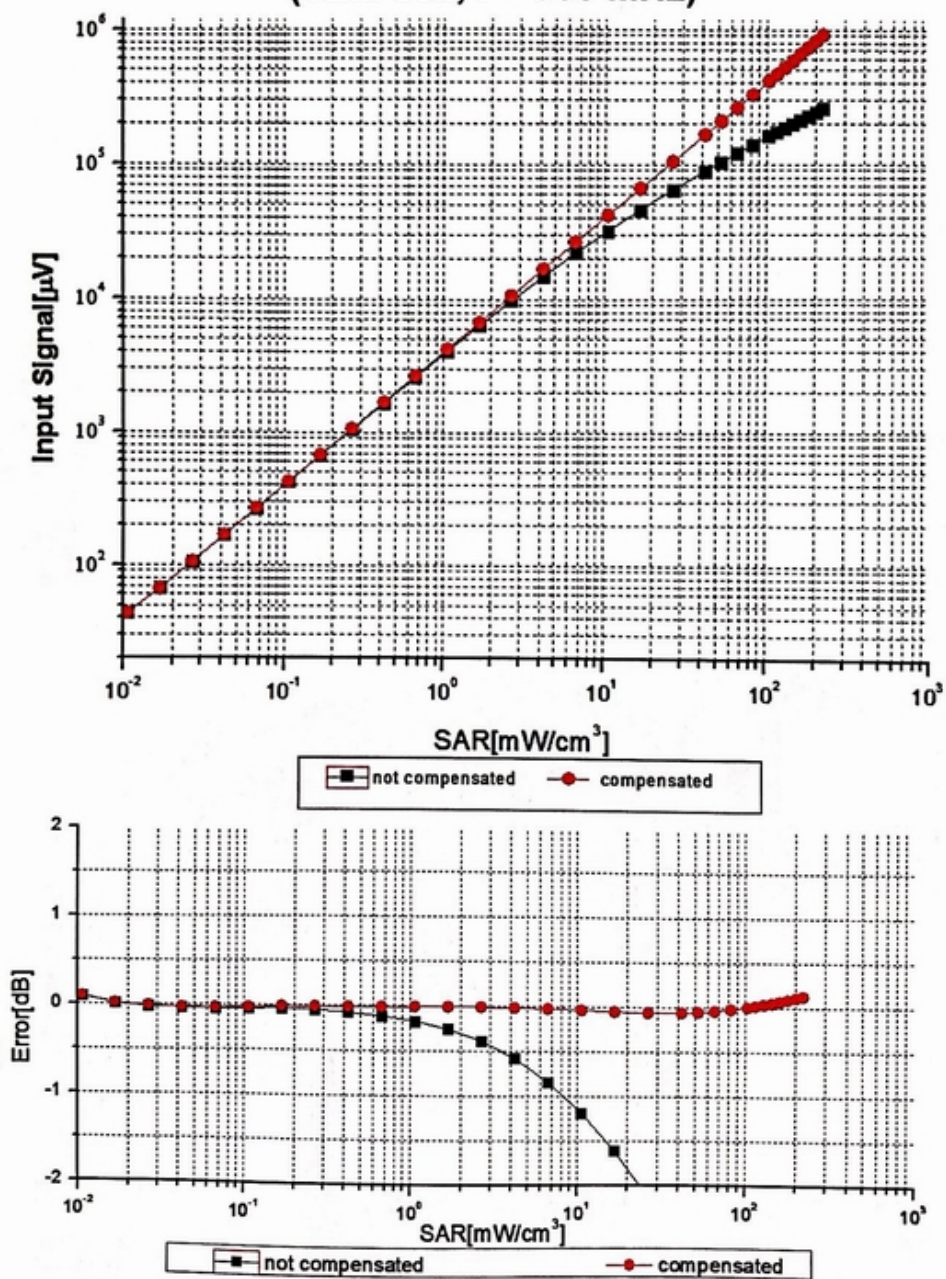 10⁶
10⁵
10⁴
10³
10²
Input Signal[µV]
10⁻² 10⁻¹ 10⁰ 10¹ 10² 10³
SAR[mW/cm³]
not compensated compensated
2
1
0
-1
-2
Error[dB]
10⁻² 10⁻¹ 10⁰ 10¹ 10² 10³
SAR[mW/cm³]
not compensated compensated